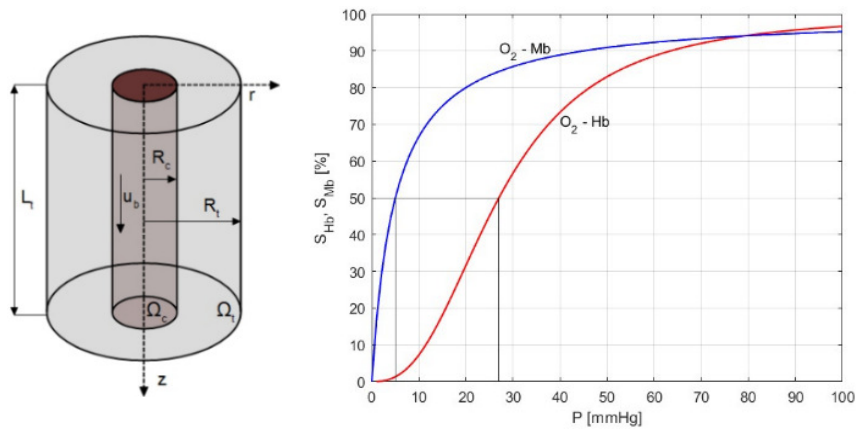 r
R_c
L_t
u_b
R_t
Ω_c
Ω_t
z
100
90
80
70
60
50
40
30
20
10
0
S_Hb, S_Mb [%]
O_2 - Mb
O_2 - Hb
0 10 20 30 40 50 60 70 80 90 100
P [mmHg]